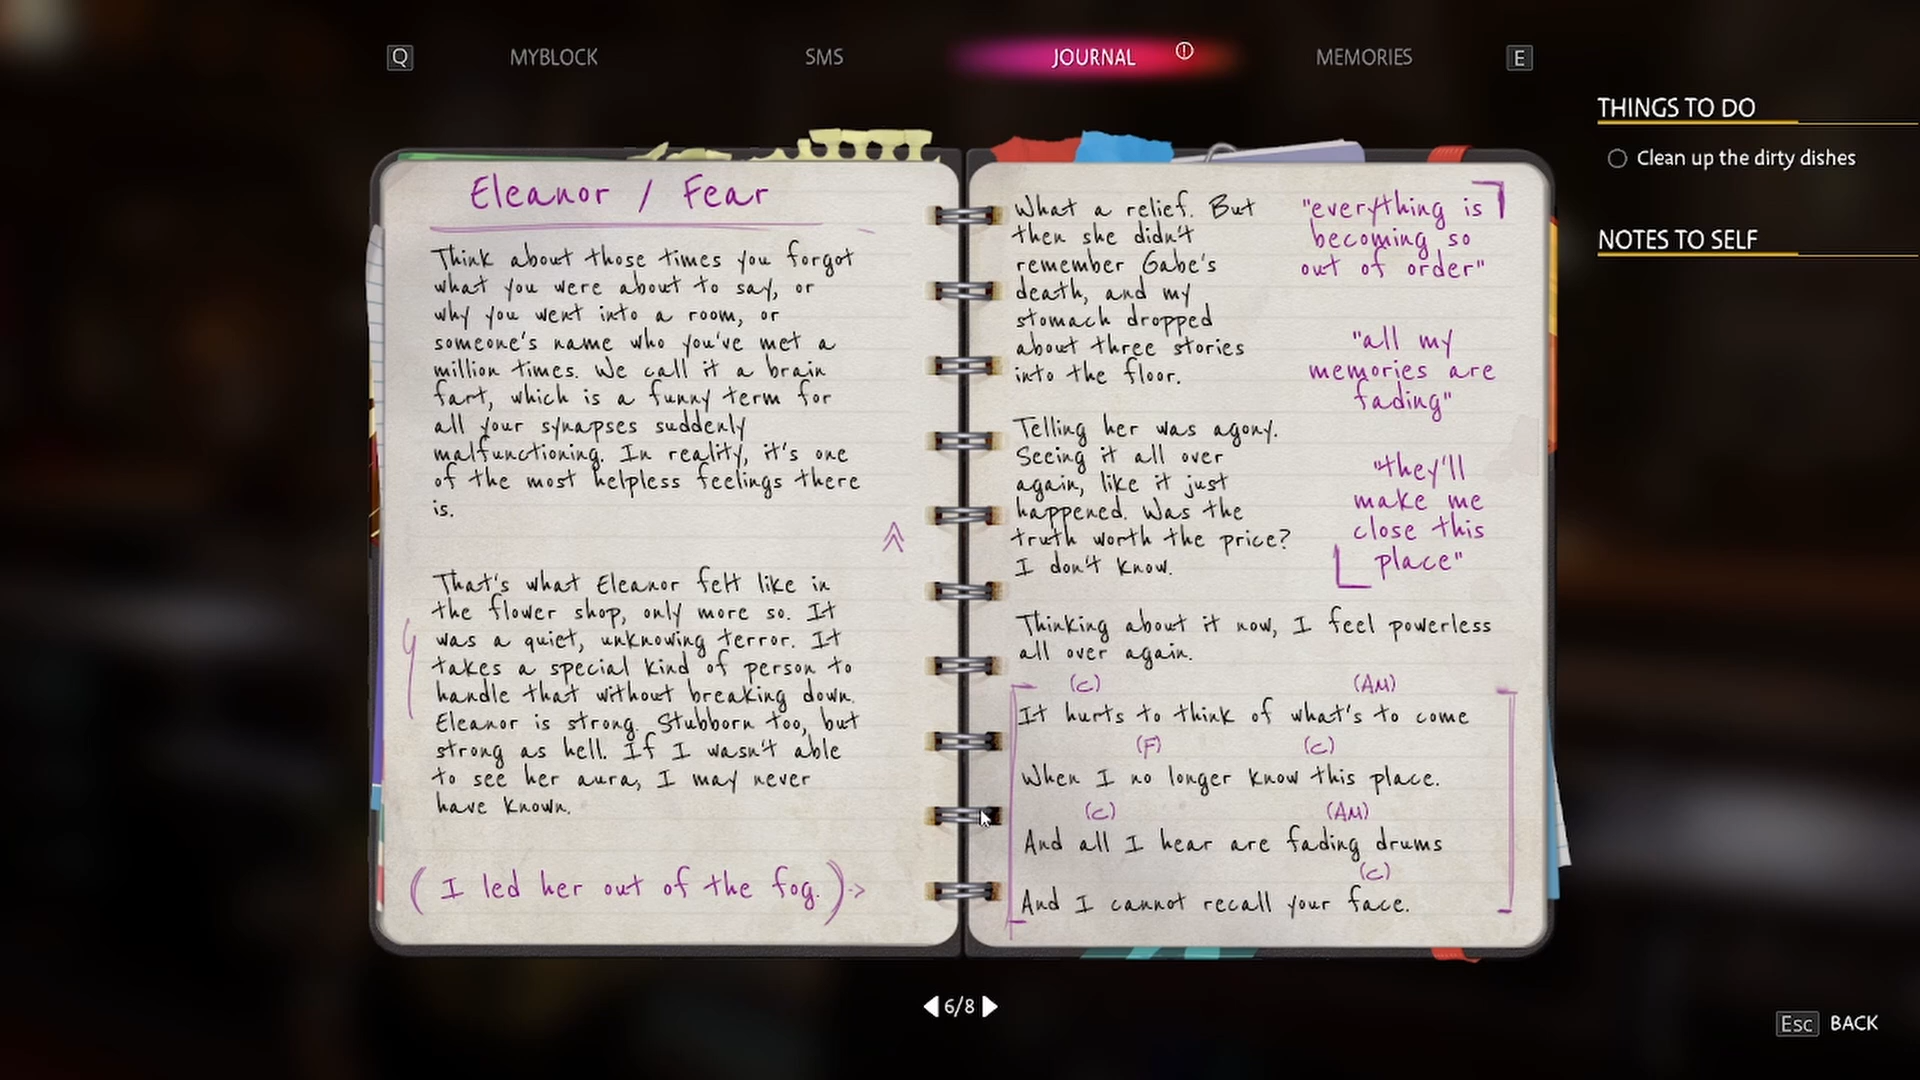 Q
MYBLOCK
SMS
JOURNAL
MEMORIES
E
THINGS TO DO
Clean up the dirty dishes
NOTES TO SELF
Eleanor / Fear
Think about those times you forgot
what you were about to say, or
why you went into a room, or
someone's name who you've met a
million times. We call it a brain
fart, which is a funny term for
all your synapses suddenly
malfunctioning. In reality, it's one
of the most helpless feelings there
is.
That's what Eleanor felt like in
the flower shop, only more so. It
was a quiet, unknowing terror. It
takes a special kind of person to
handle that without breaking down.
Eleanor is strong. Stubborn too, but
strong as hell. If I wasn't able
to see her aura, I may never
have known.
(I led her out of the fog.)->
What a relief. But
then she didn't
remember Gabe's
death, and my
stomach dropped
about three stories
into the floor.
Telling her was agony.
Seeing it all over
again, like it just
happened. Was the
truth worth the price?
I don't know.
"everything is
becoming so
out of order"
"all my
memories are
fading"
"they'll
make me
close this
place"
Thinking about it now, I feel powerless
all over again.
(C) (AM)
It hurts to think of what's to come
(F) (C)
When I no longer know this place.
(C) (AM)
And all I hear are fading drums
(C)
And I cannot recall your face.
6/8
Esc BACK